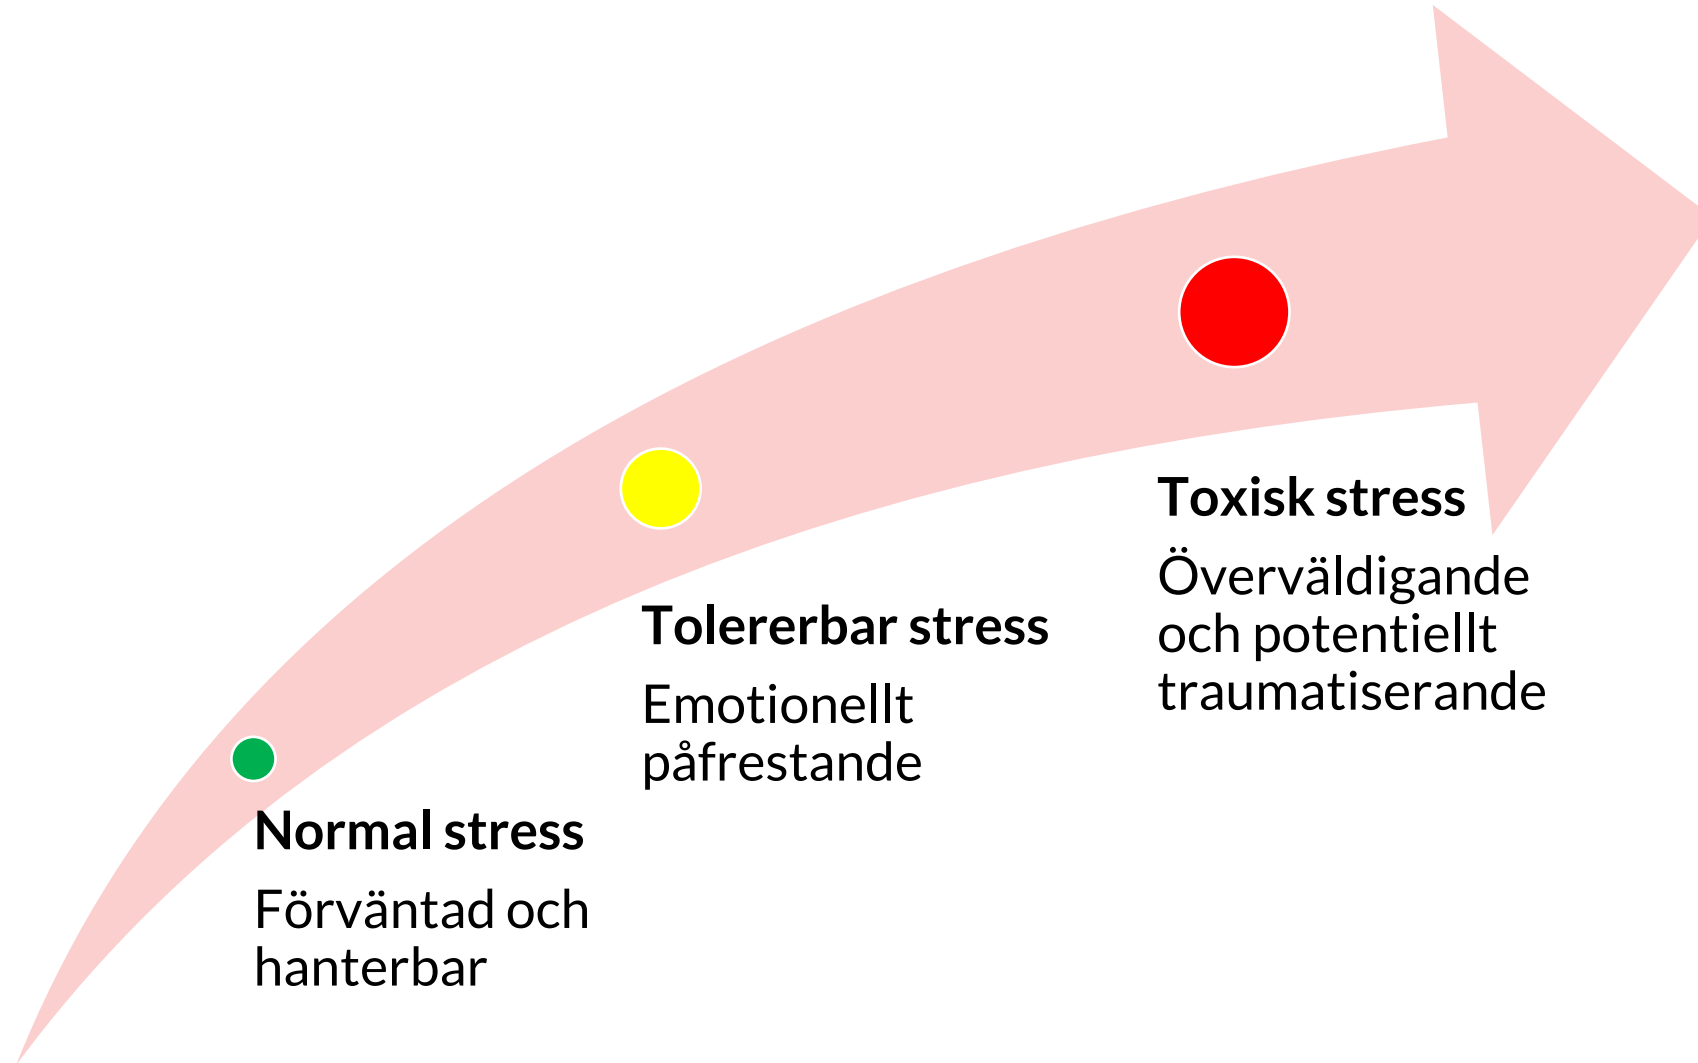 Normal stress
Förväntad och
hanterbar
Tolererbar stress
Emotionellt
påfrestande
Toxisk stress
Överväldigande
och potentiellt
traumatiserande